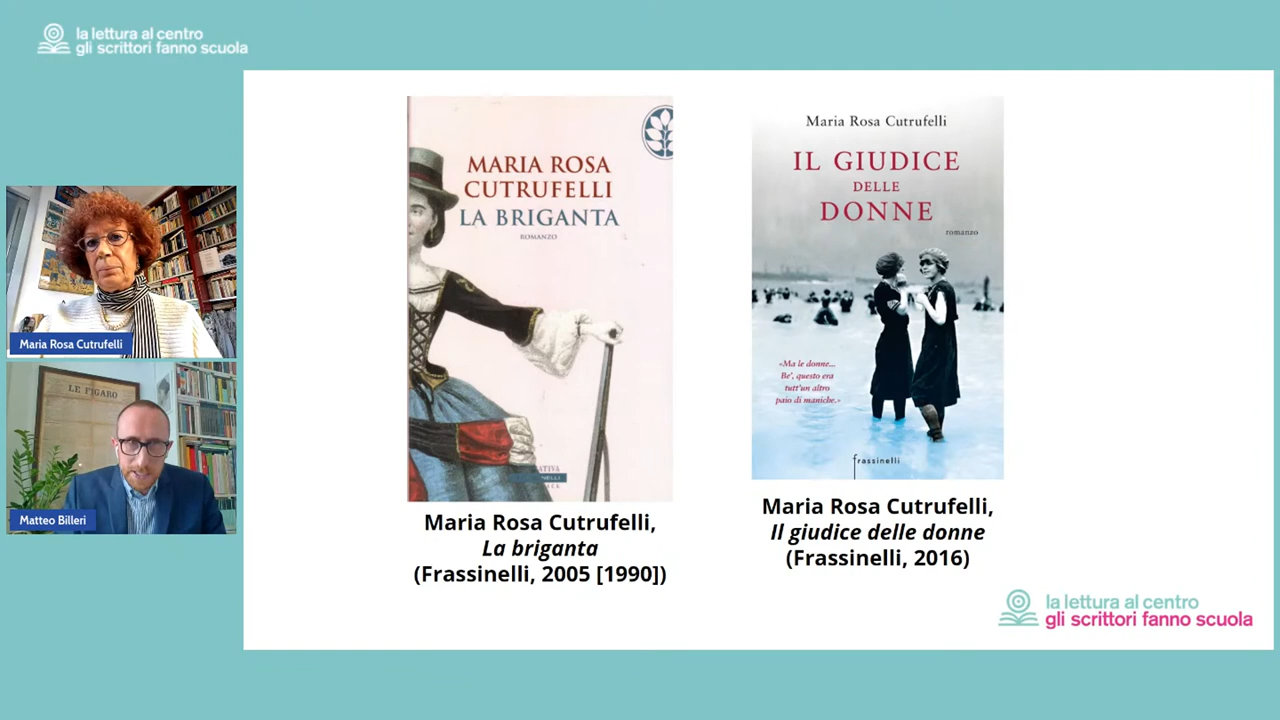 la lettura al centro
gli scrittori fanno scuola
Maria Rosa Cutrufelli
LE FIGARO
Matteo Billeri
MARIA ROSA
CUTRUFELLI
LA BRIGANTA
ROMANZO
Maria Rosa Cutrufelli,
La briganta
(Frassinelli, 2005 [1990])
Maria Rosa Cutrufelli
IL GIUDICE
DELLE
DONNE
romanzo
«Ma le donne...
Be', questo era
tutt'un altro
paio di maniche.»
frassinelli
Maria Rosa Cutrufelli,
Il giudice delle donne
(Frassinelli, 2016)
la lettura al centro
gli scrittori fanno scuola